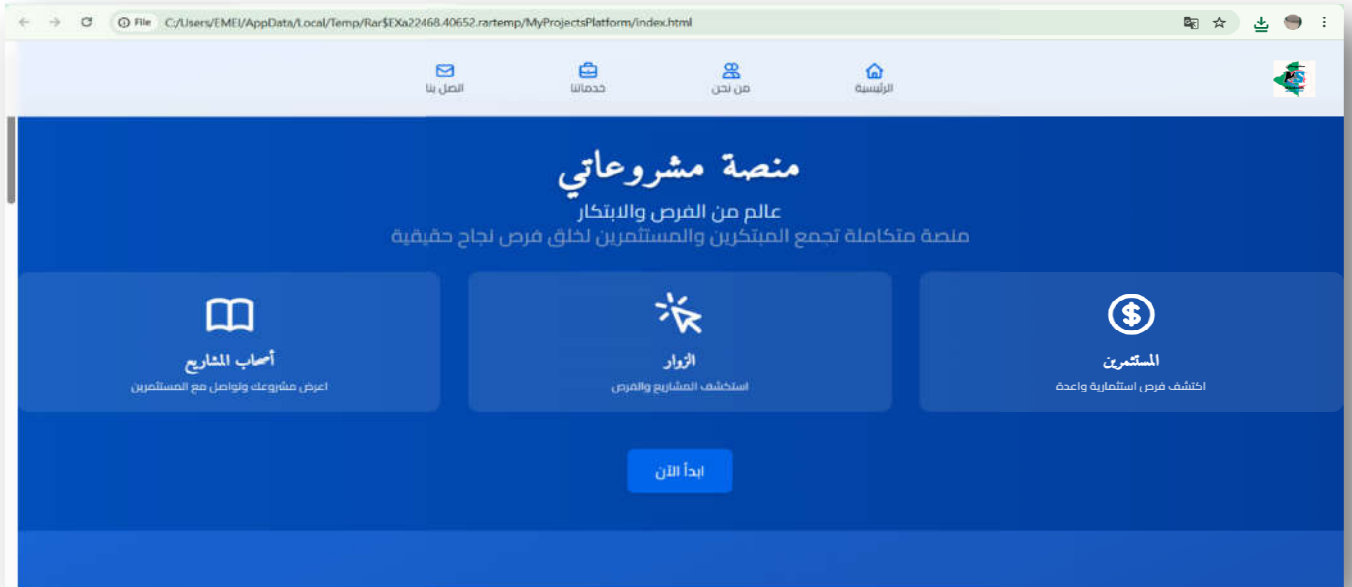 File C:/Users/EMEI/AppData/Local/Temp/Rar$EXa22468.40652.rartemp/MyProjectsPlatform/index.html
الرئيسية
من نحن
خدماتنا
اتصل بنا
منصة مشروعاتي
عالم من الفرص والابتكار
منصة متكاملة تجمع المبتكرين والمستثمرين لخلق فرص نجاح حقيقية
المستثمرين
اكتشف فرص استثمارية واعدة
الزوار
استكشف المشاريع والفرص
أصحاب المشاريع
اعرض مشروعك وتواصل مع المستثمرين
ابدأ الآن